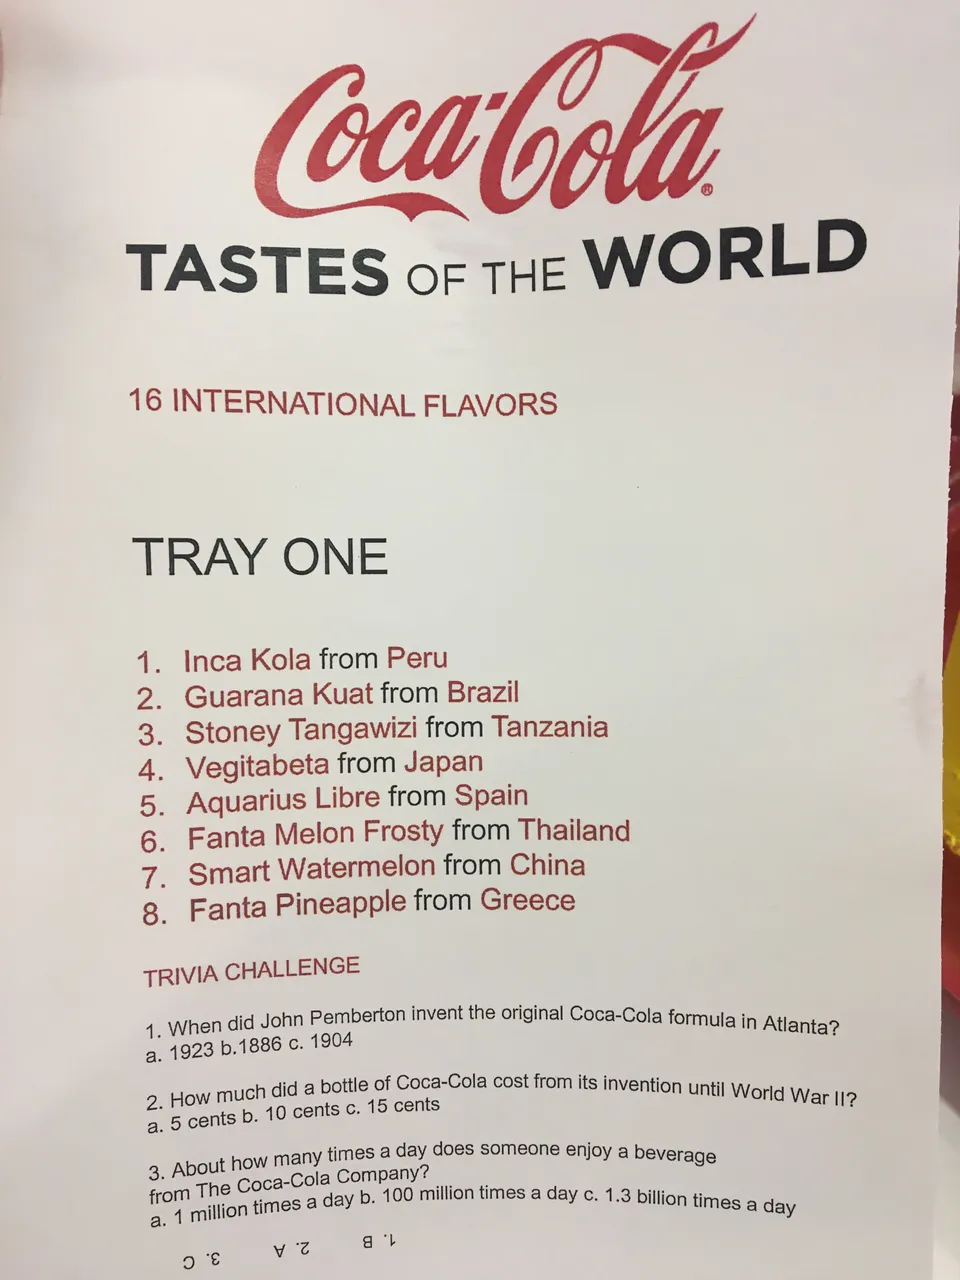 Coca-Cola®
TASTES OF THE WORLD
16 INTERNATIONAL FLAVORS
TRAY ONE
1. Inca Kola from Peru
2. Guarana Kuat from Brazil
3. Stoney Tangawizi from Tanzania
4. Vegitabeta from Japan
5. Aquarius Libre from Spain
6. Fanta Melon Frosty from Thailand
7. Smart Watermelon from China
8. Fanta Pineapple from Greece
TRIVIA CHALLENGE
1. When did John Pemberton invent the original Coca-Cola formula in Atlanta?
a. 1923 b.1886 c. 1904
2. How much did a bottle of Coca-Cola cost from its invention until World War II?
a. 5 cents b. 10 cents c. 15 cents
3. About how many times a day does someone enjoy a beverage
from The Coca-Cola Company?
a. 1 million times a day b. 100 million times a day c. 1.3 billion times a day
1. B 2. A 3. C